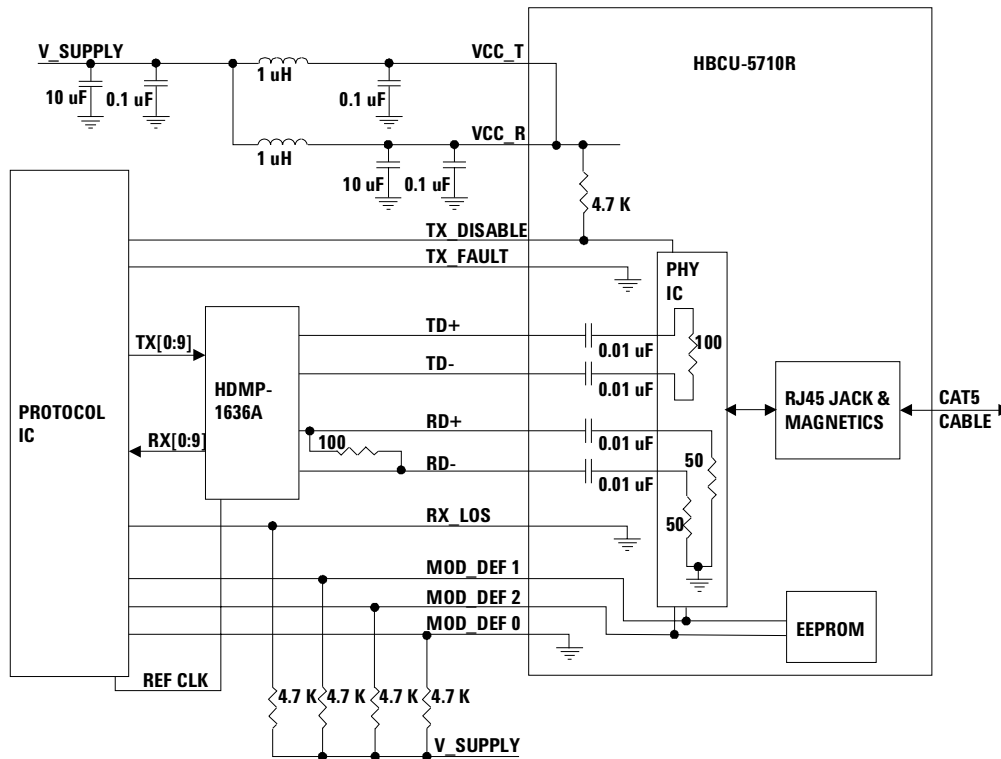 V_SUPPLY
VCC_T
HBCU-5710R
1 uH
10 uF
0.1 uF
0.1 uF
VCC_R
1 uH
10 uF
0.1 uF
4.7 K
TX_DISABLE
TX_FAULT
PHY
IC
TX[0:9]
TD+
100
0.01 uF
HDMP-
1636A
TD-
0.01 uF
PROTOCOL
IC
RJ45 JACK &
MAGNETICS
CAT5
CABLE
RX[0:9]
RD+
100
0.01 uF
RD-
50
0.01 uF
50
RX_LOS
MOD_DEF 1
MOD_DEF 2
EEPROM
MOD_DEF 0
REF CLK
4.7 K
4.7 K
4.7 K
4.7 K
V_SUPPLY